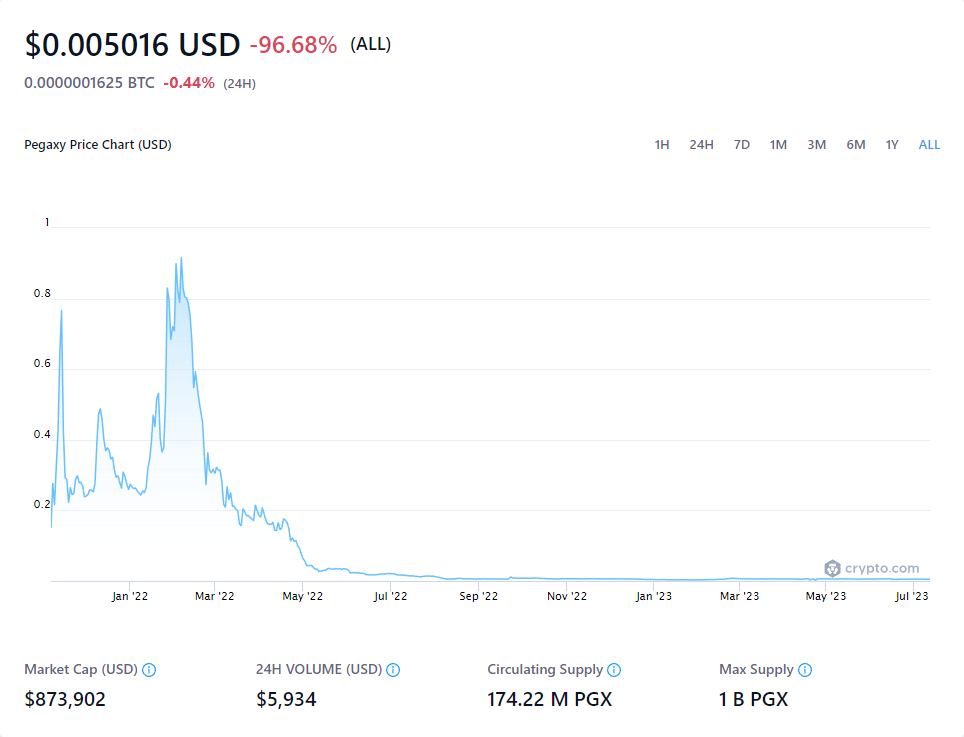 $0.005016 USD -96.68% (ALL)
0.0000001625 BTC -0.44% (24H)
Pegaxy Price Chart (USD) 1H 24H 7D 1M 3M 6M 1Y ALL
1
0.8
0.6
0.4
0.2
crypto.com
Jan '22 Mar '22 May '22 Jul '22 Sep '22 Nov '22 Jan '23 Mar '23 May '23 Jul '23
Market Cap (USD) 24H VOLUME (USD) Circulating Supply Max Supply
$873,902 $5,934 174.22 M PGX 1 B PGX